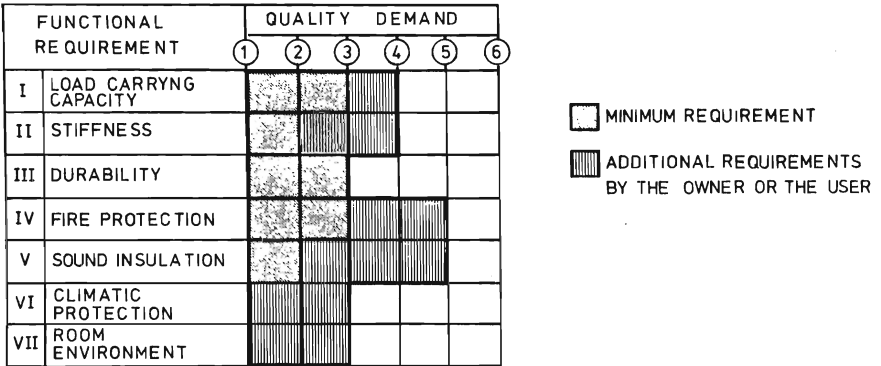 FUNCTIONAL
REQUIREMENT
QUALITY DEMAND
1 2 3 4 5 6
I LOAD CARRYNG
CAPACITY
II STIFFNESS
III DURABILITY
IV FIRE PROTECTION
V SOUND INSULATION
VI CLIMATIC
PROTECTION
VII ROOM
ENVIRONMENT
MINIMUM REQUIREMENT
ADDITIONAL REQUIREMENTS
BY THE OWNER OR THE USER